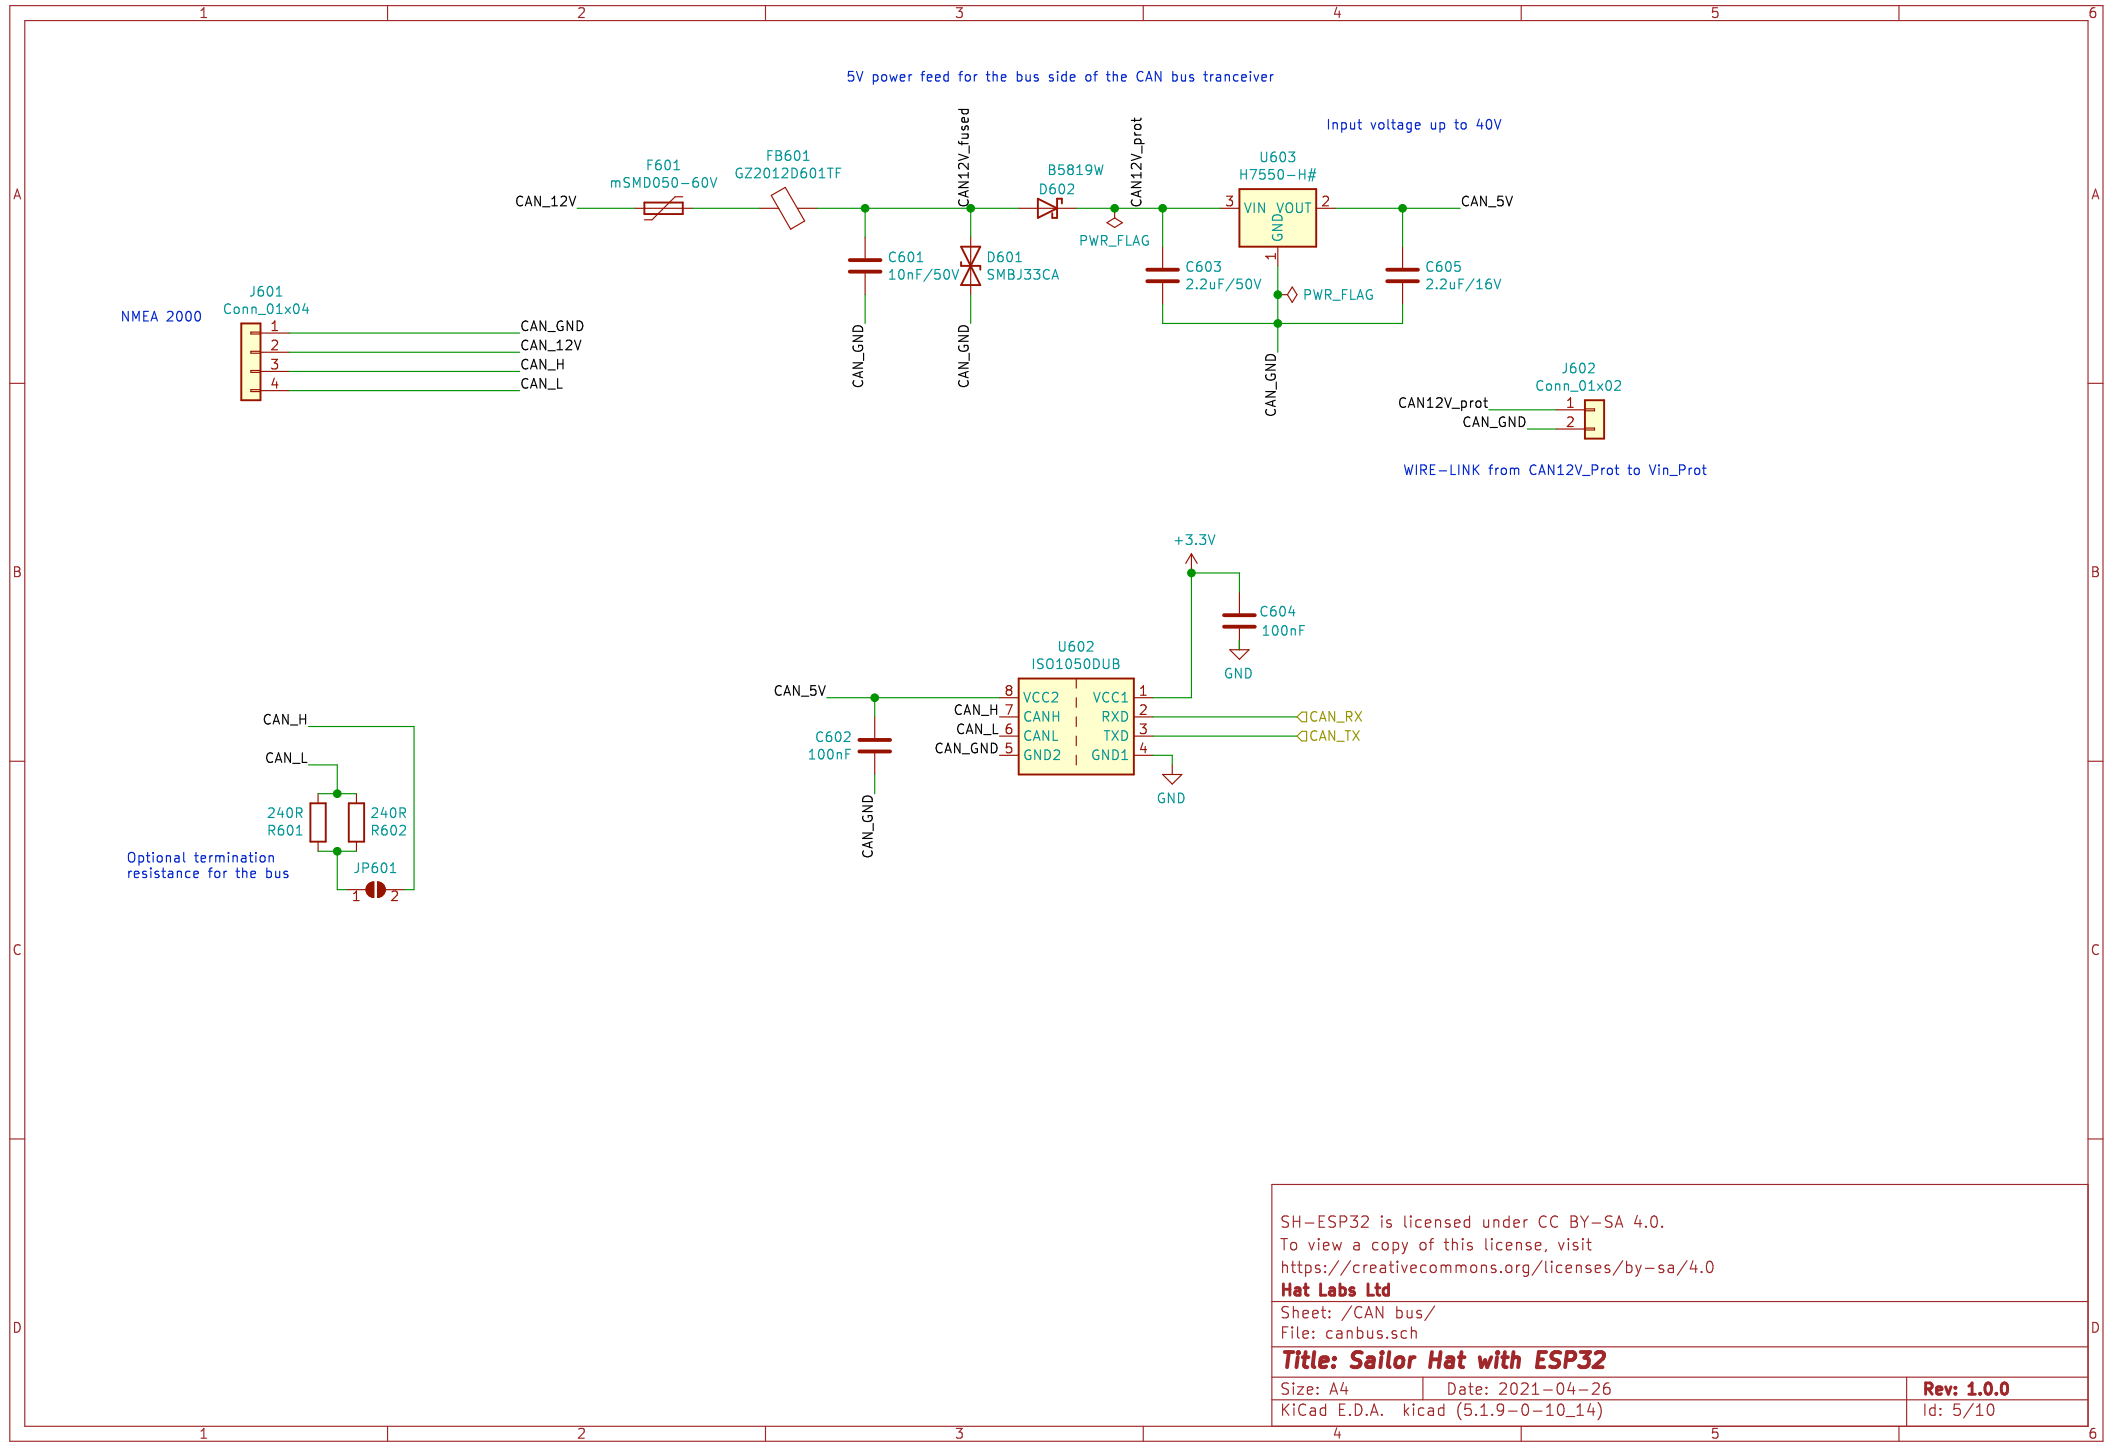 1 2 3 4 5 6
5V power feed for the bus side of the CAN bus tranceiver
Input voltage up to 40V
A
A
CAN_12V
F601
mSMD050-60V
FB601
GZ2012D601TF
CAN12V_fused
C601
10nF/50V
CAN_GND
D601
SMBJ33CA
CAN_GND
B5819W
D602
CAN12V_prot
PWR_FLAG
C603
2.2uF/50V
U603
H7550-H#
3 VIN VOUT 2
GND
1
PWR_FLAG
CAN_GND
CAN_5V
C605
2.2uF/16V
NMEA 2000
J601
Conn_01x04
1 CAN_GND
2 CAN_12V
3 CAN_H
4 CAN_L
J602
Conn_01x02
CAN12V_prot 1
CAN_GND 2
WIRE-LINK from CAN12V_Prot to Vin_Prot
B
B
+3.3V
C604
100nF
GND
U602
ISO1050DUB
CAN_5V 8 VCC2 VCC1 1
CAN_H 7 CANH RXD 2 CAN_RX
CAN_L 6 CANL TXD 3 CAN_TX
CAN_GND 5 GND2 GND1 4
GND
C602
100nF
CAN_GND
CAN_H
CAN_L
240R
R601
240R
R602
Optional termination
resistance for the bus
JP601
1 2
C
C
SH-ESP32 is licensed under CC BY-SA 4.0.
To view a copy of this license, visit
https://creativecommons.org/licenses/by-sa/4.0
Hat Labs Ltd
Sheet: /CAN bus/
File: canbus.sch
D
D
Title: Sailor Hat with ESP32
Size: A4 Date: 2021-04-26 Rev: 1.0.0
KiCad E.D.A. kicad (5.1.9-0-10_14) Id: 5/10
1 2 3 4 5 6